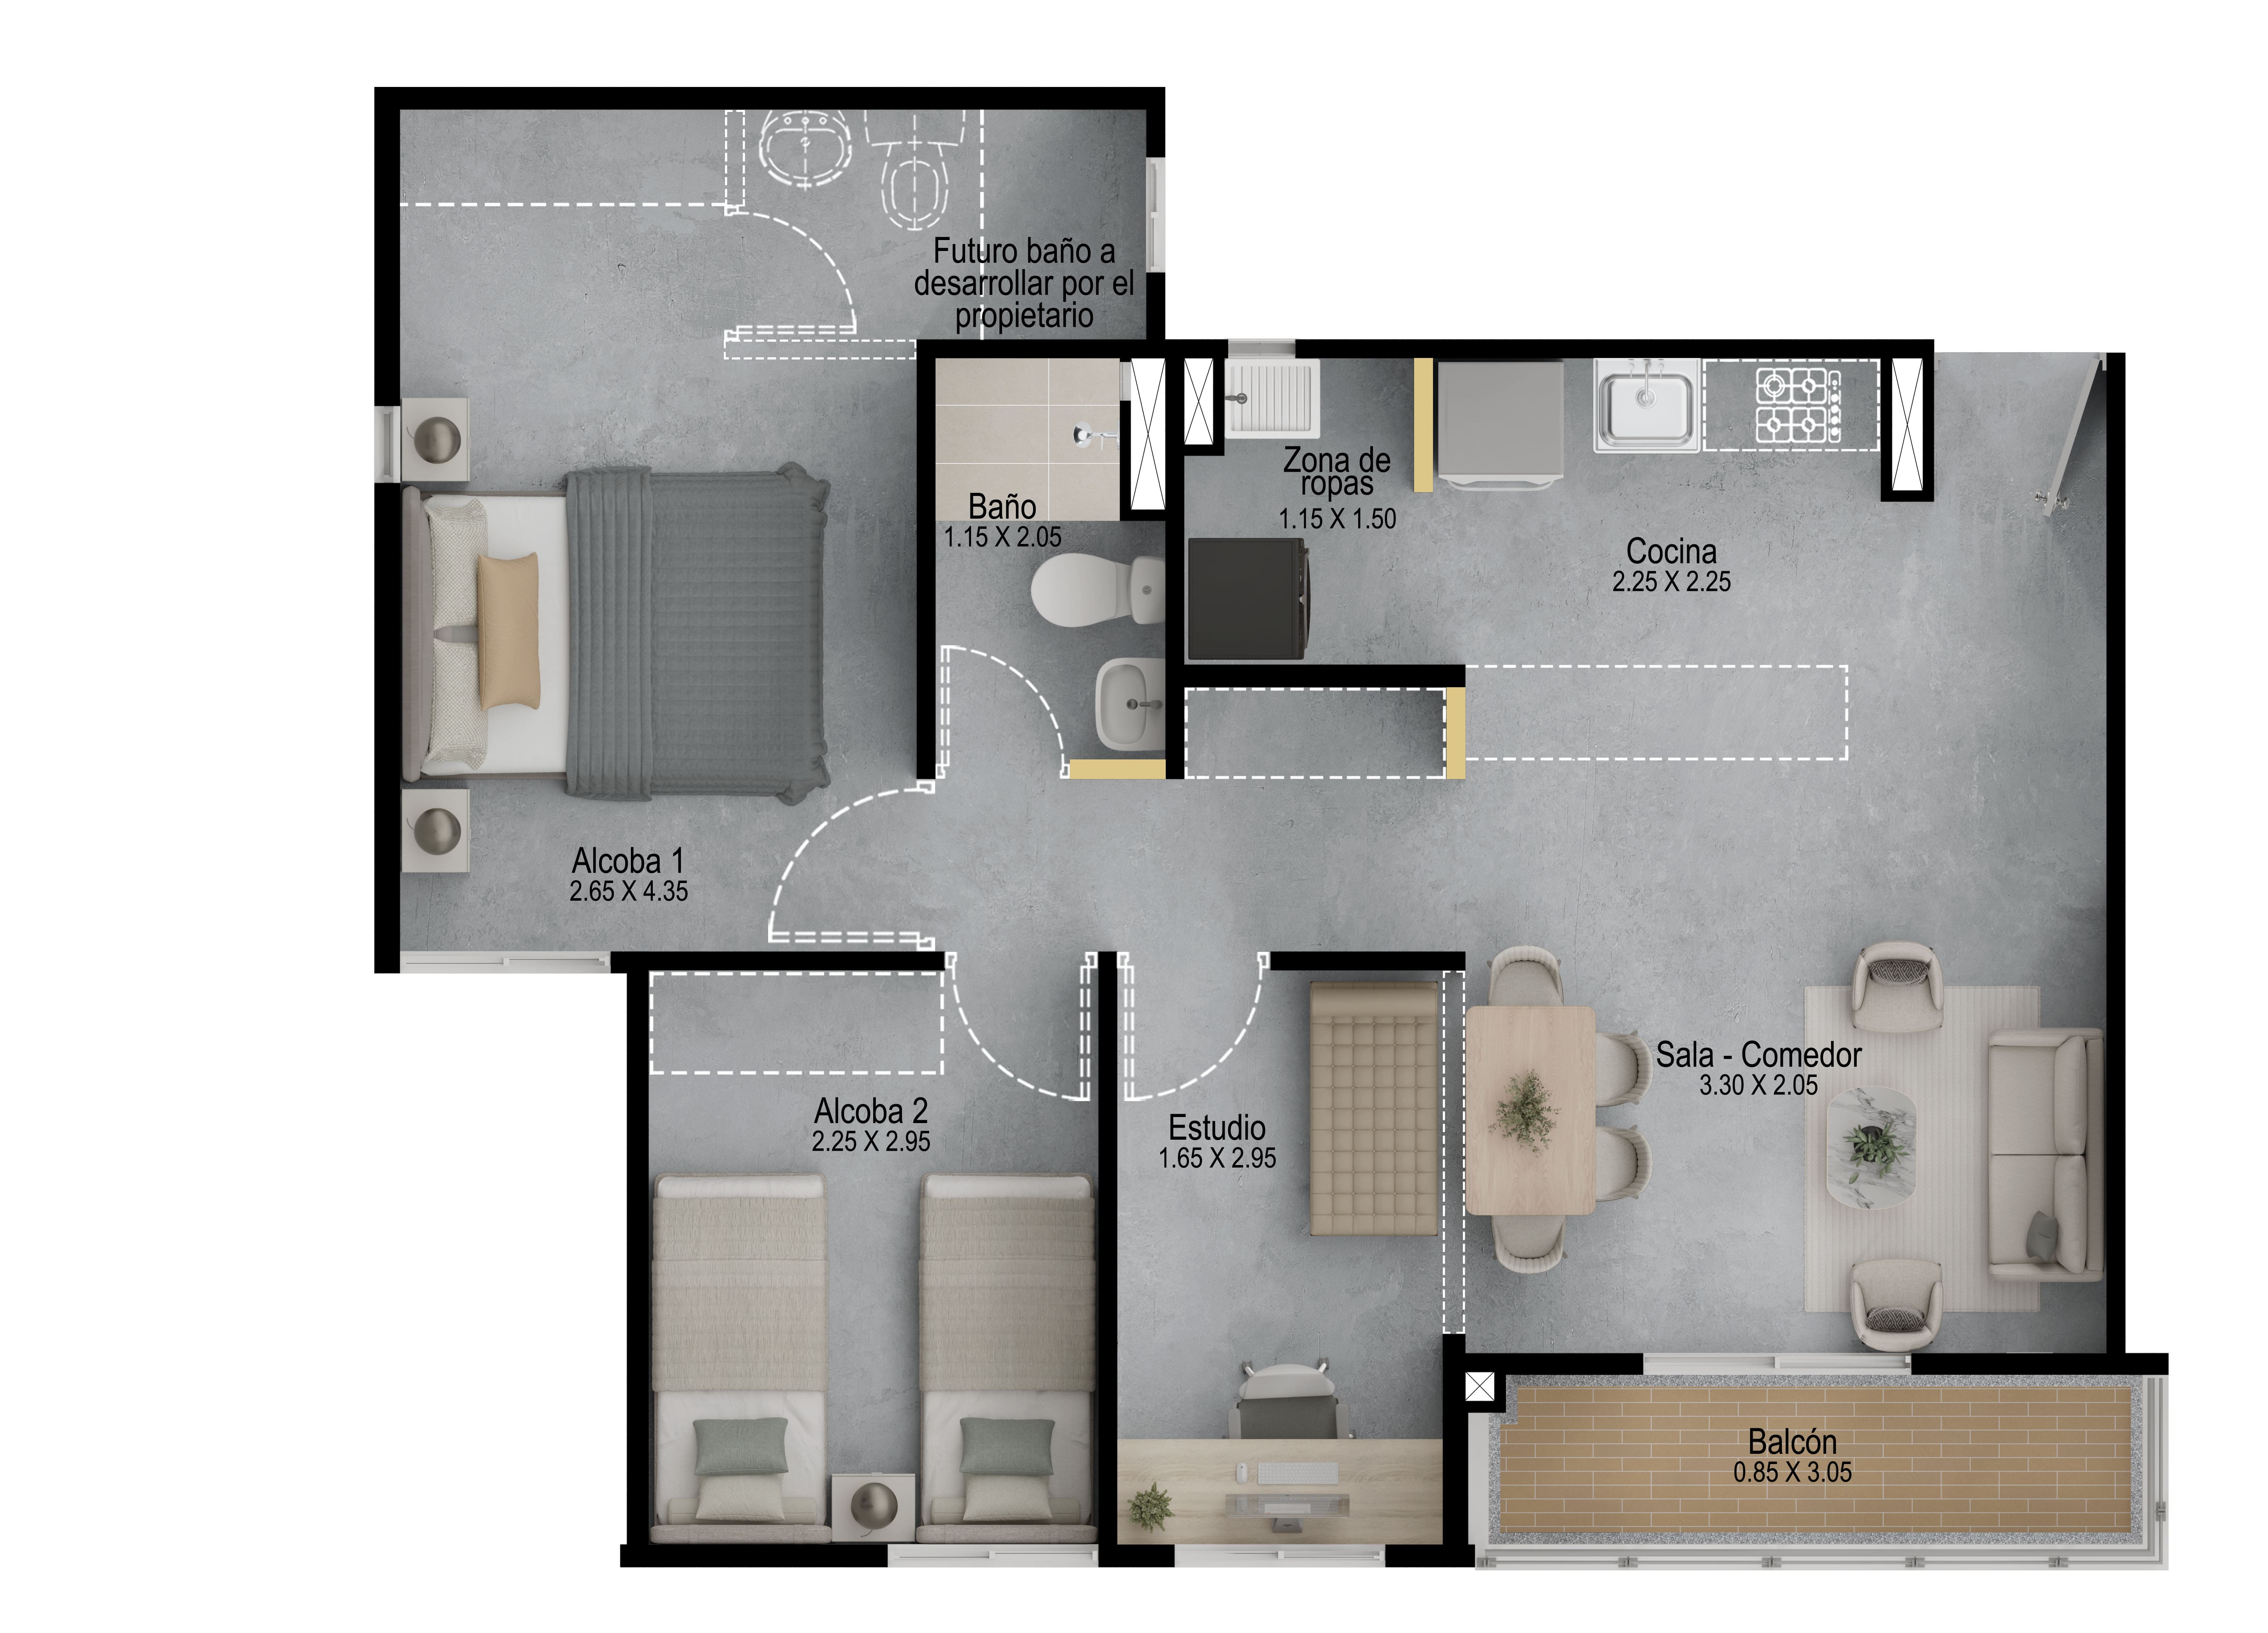 Futuro baño a
desarrollar por el
propietario
Zona de
ropas
1.15 X 1.50
Baño
1.15 X 2.05
Cocina
2.25 X 2.25
Alcoba 1
2.65 X 4.35
Sala - Comedor
3.30 X 2.05
Alcoba 2
2.25 X 2.95
Estudio
1.65 X 2.95
Balcón
0.85 X 3.05